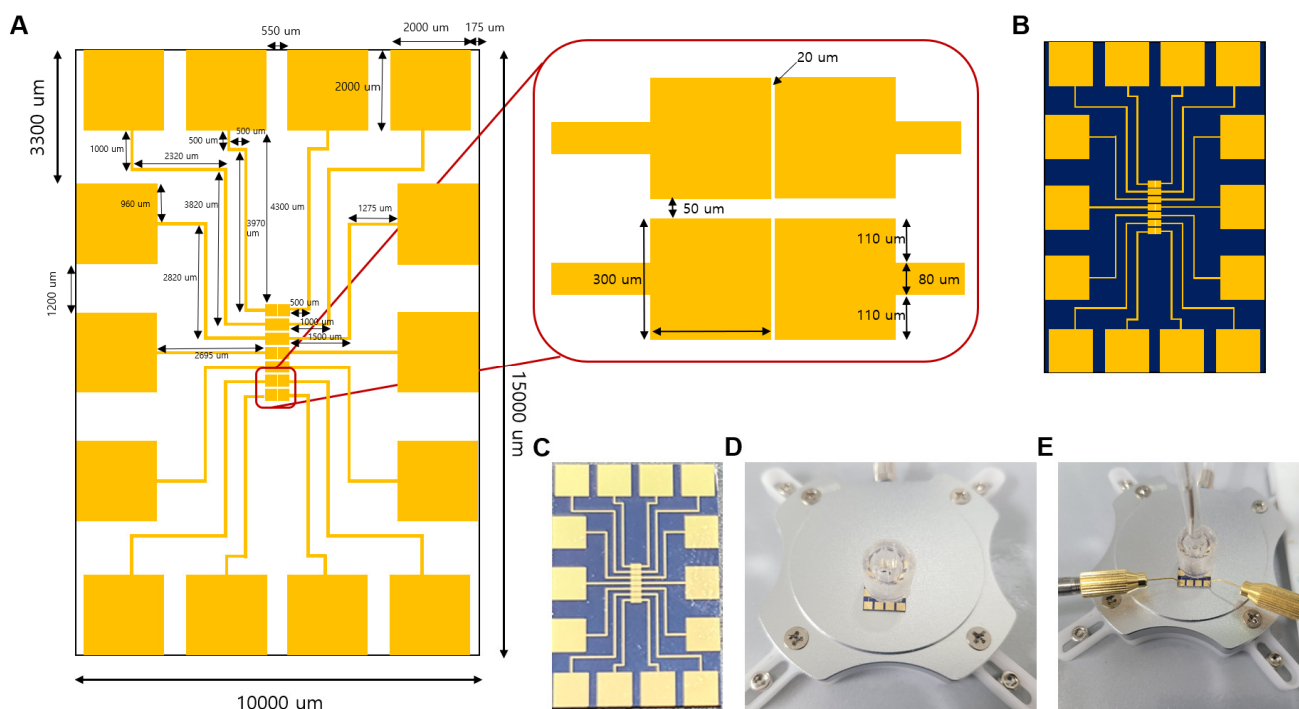 A
550 um
2000 um
175 um
3300 um
2000 um
500 um
500 um
1000 um
2320 um
960 um
3820 um
3970 um
4300 um
1275 um
2820 um
1200 um
500 um
1000 um
1500 um
2695 um
15000 um
10000 um
20 um
50 um
300 um
110 um
80 um
110 um
B
C
D
E